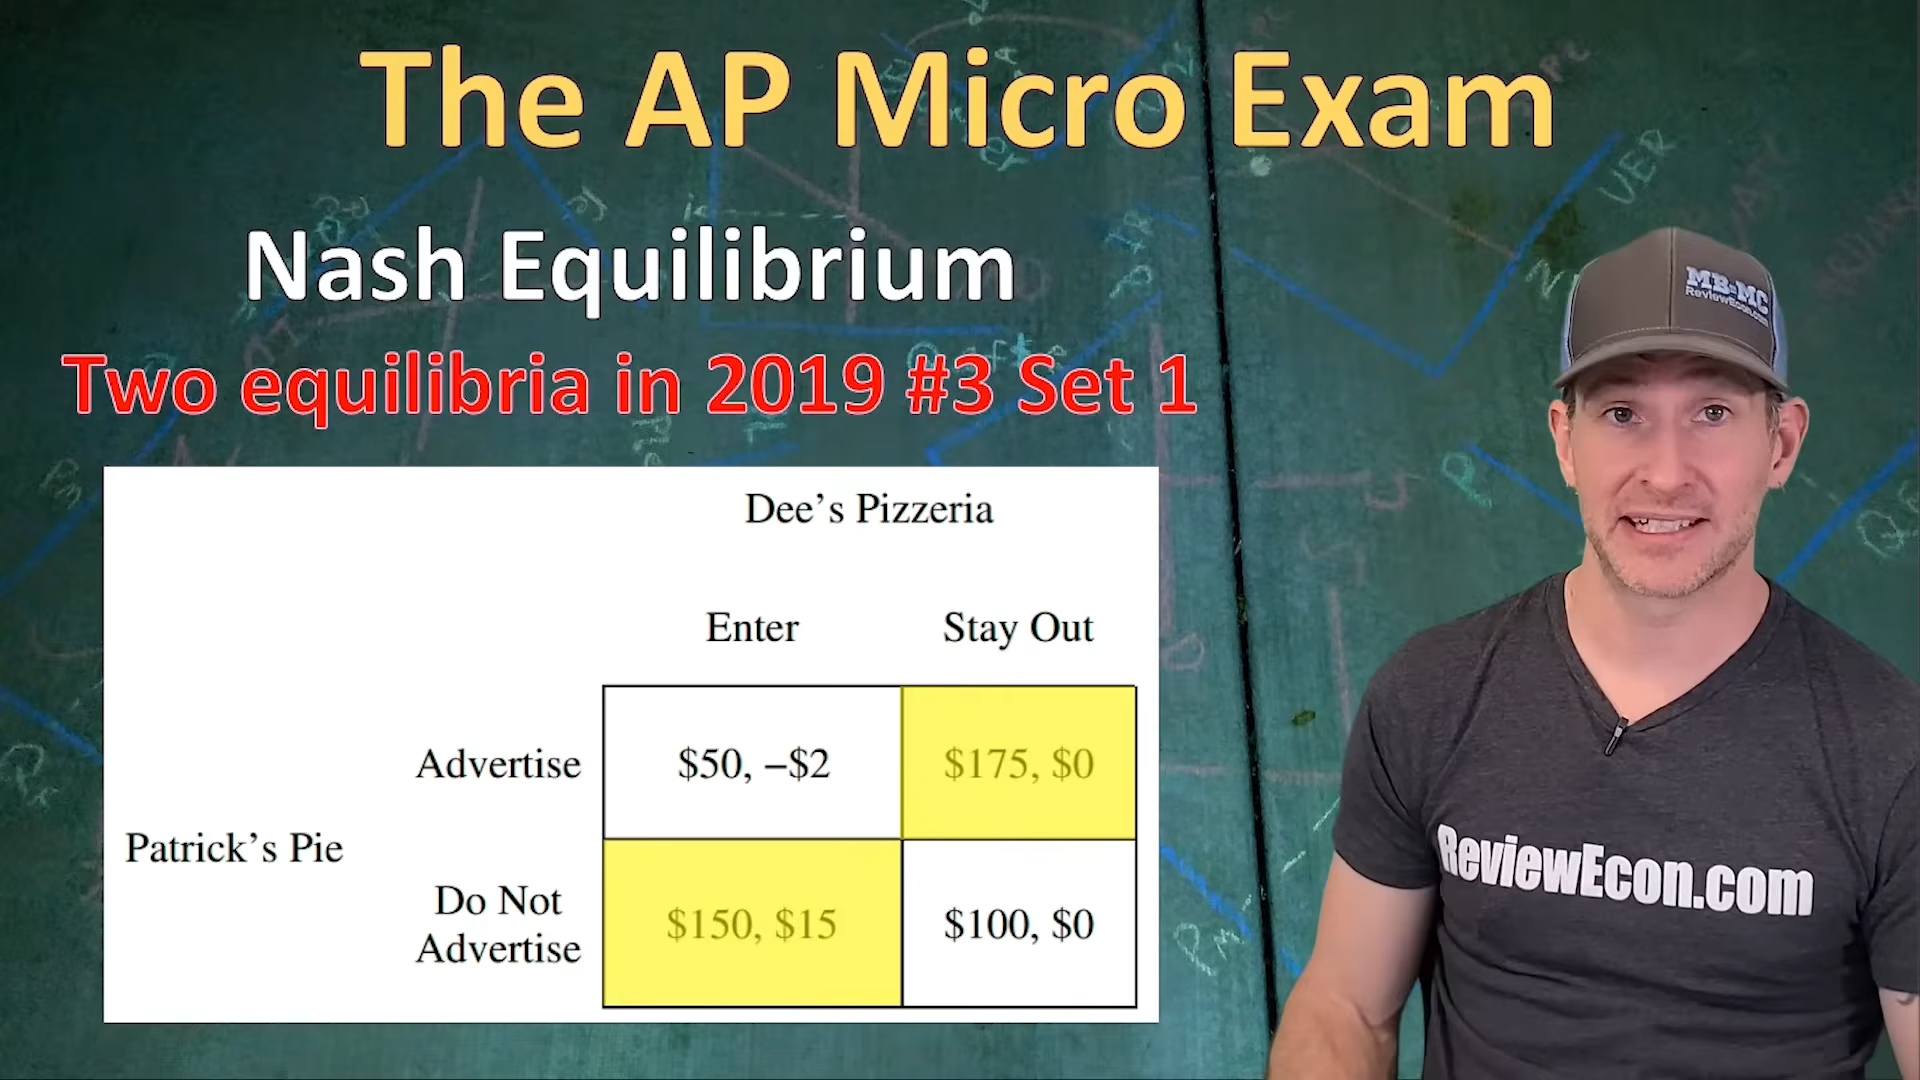 The AP Micro Exam
Nash Equilibrium
Two equilibria in 2019 #3 Set 1
Dee's Pizzeria
Enter Stay Out
Advertise $50, –$2 $175, $0
Patrick's Pie
Do Not
Advertise $150, $15 $100, $0
MB=MC
ReviewEcon.com
ReviewEcon.com
VER